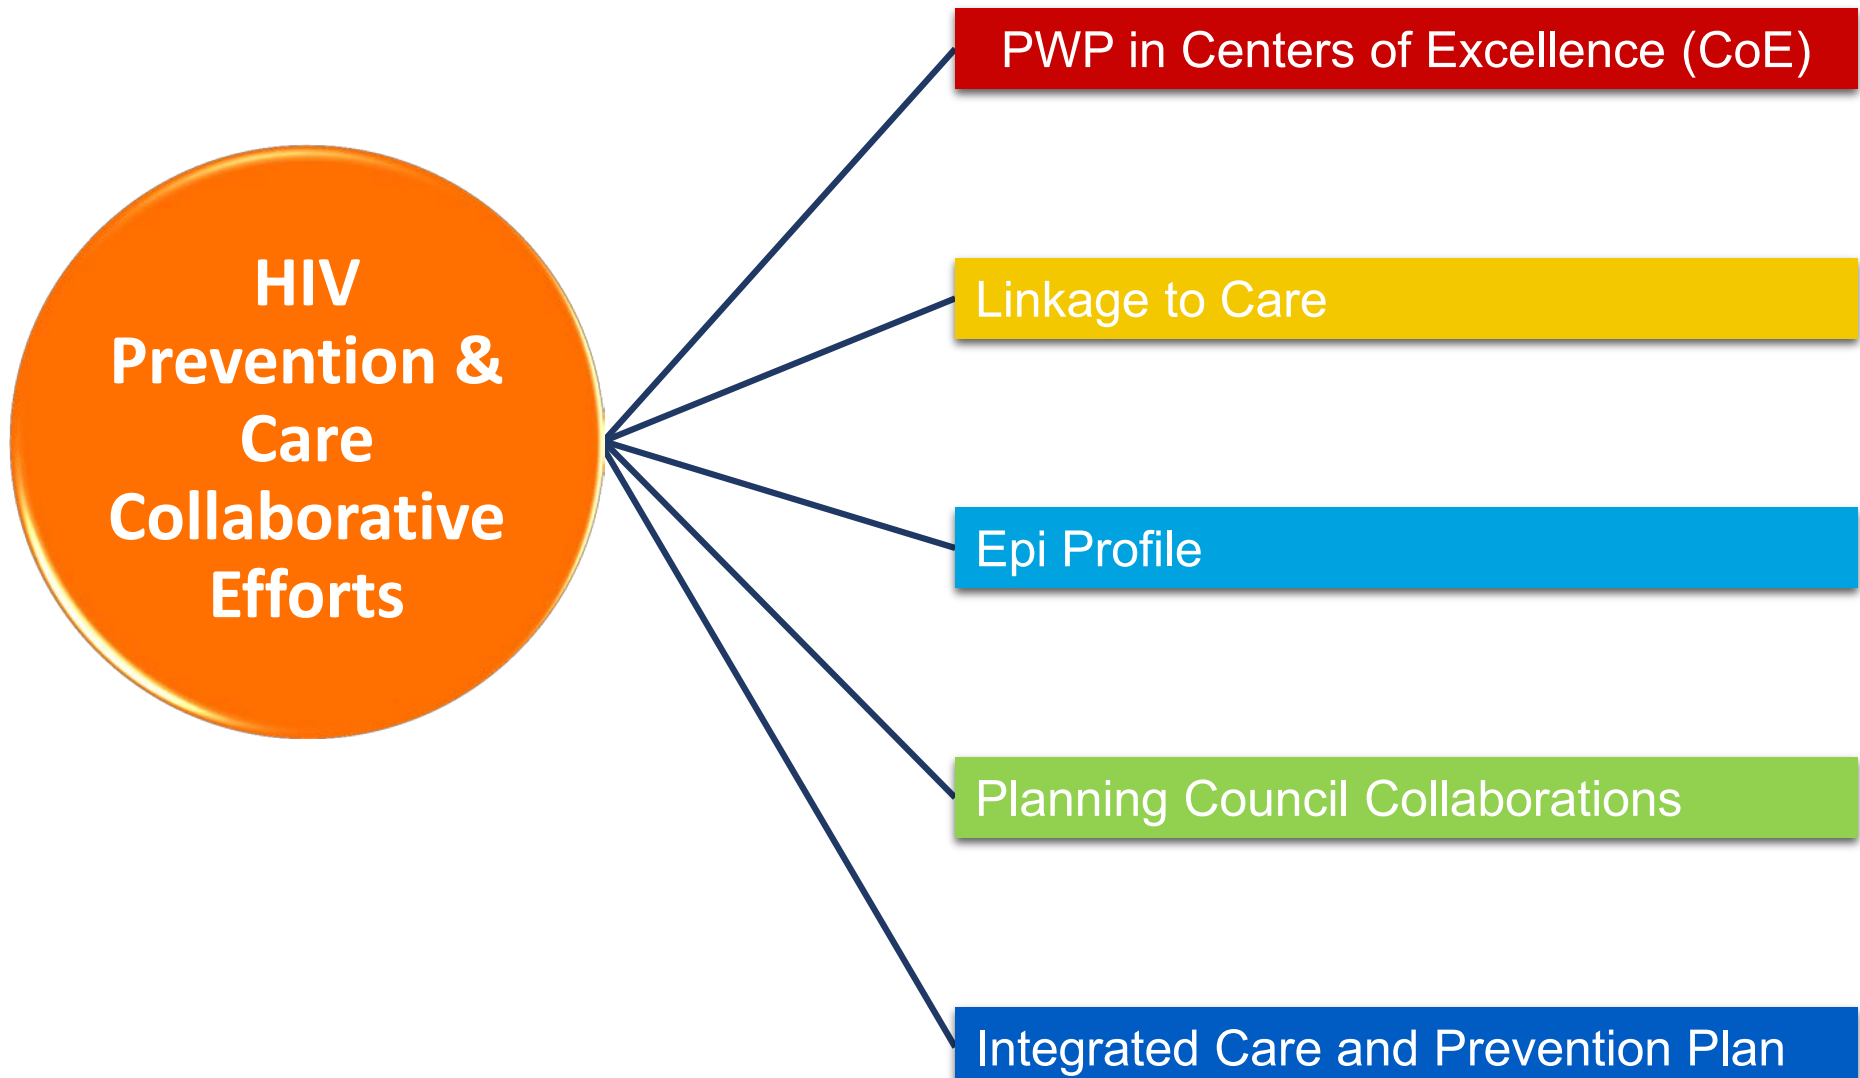 HIV
Prevention &
Care
Collaborative
Efforts
PWP in Centers of Excellence (CoE)
Linkage to Care
Epi Profile
Planning Council Collaborations
Integrated Care and Prevention Plan